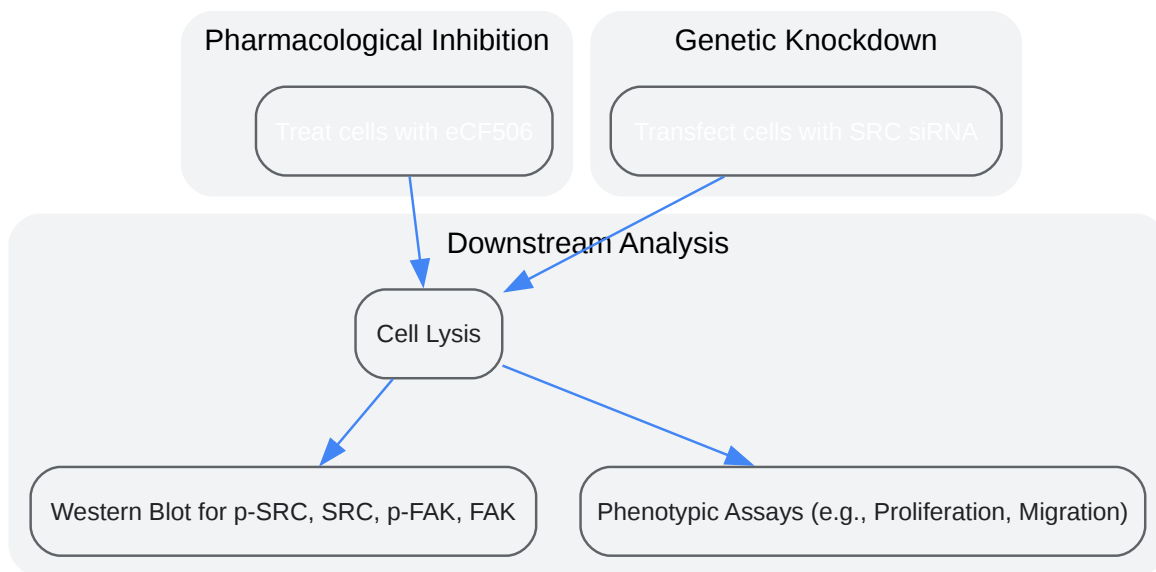 Pharmacological Inhibition
Genetic Knockdown
Treat cells with eCF506
Transfect cells with SRC siRNA
Downstream Analysis
Cell Lysis
Western Blot for p-SRC, SRC, p-FAK, FAK
Phenotypic Assays (e.g., Proliferation, Migration)